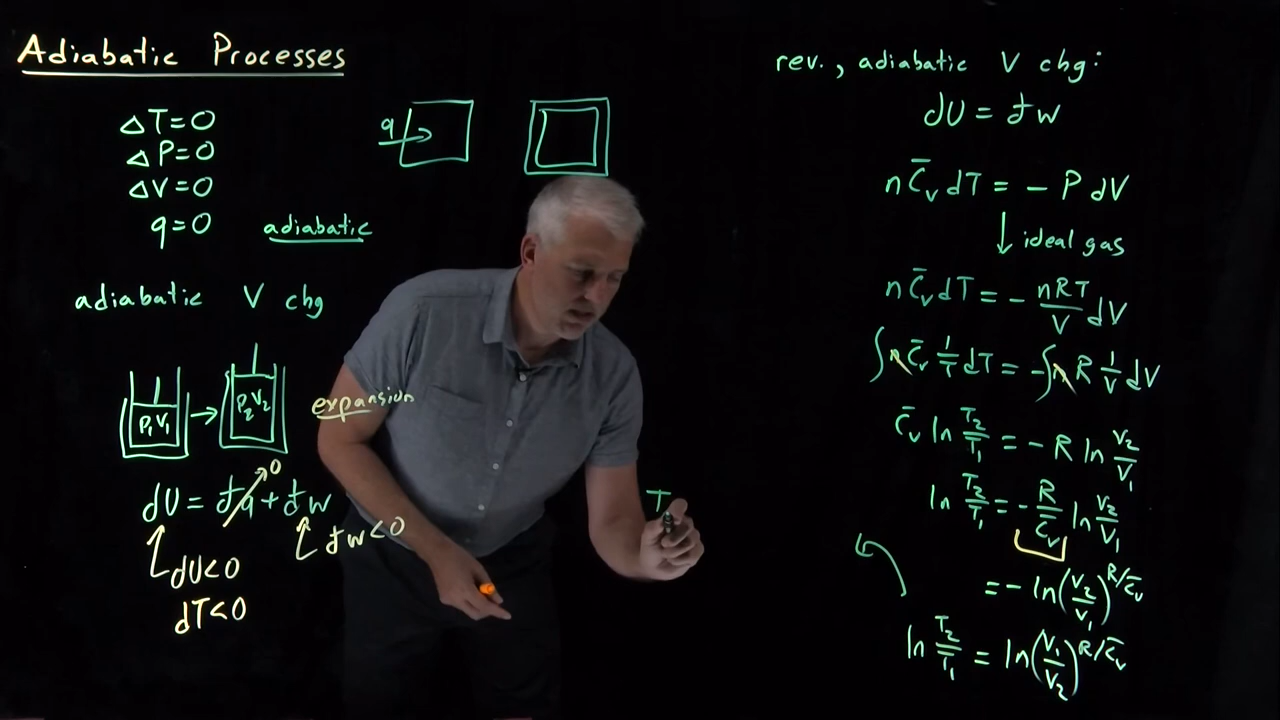 Adiabatic Processes
ΔT=0
ΔP=0
ΔV=0
q=0 adiabatic
q
adiabatic V chg
P₁V₁ → P₂V₂ expansion
dU = đq + đw
0
đw<0
dU<0
dT<0
T
rev., adiabatic V chg:
dU = đw
nC̄ᵥdT = - PdV
↓ ideal gas
nC̄ᵥdT = - nRT/V dV
∫nC̄ᵥ 1/T dT = -∫nR 1/V dV
C̄ᵥ ln T₂/T₁ = - R ln V₂/V₁
ln T₂/T₁ = - R/C̄ᵥ ln V₂/V₁
= - ln(V₂/V₁)^R/C̄ᵥ
ln T₂/T₁ = ln(V₁/V₂)^R/C̄ᵥ